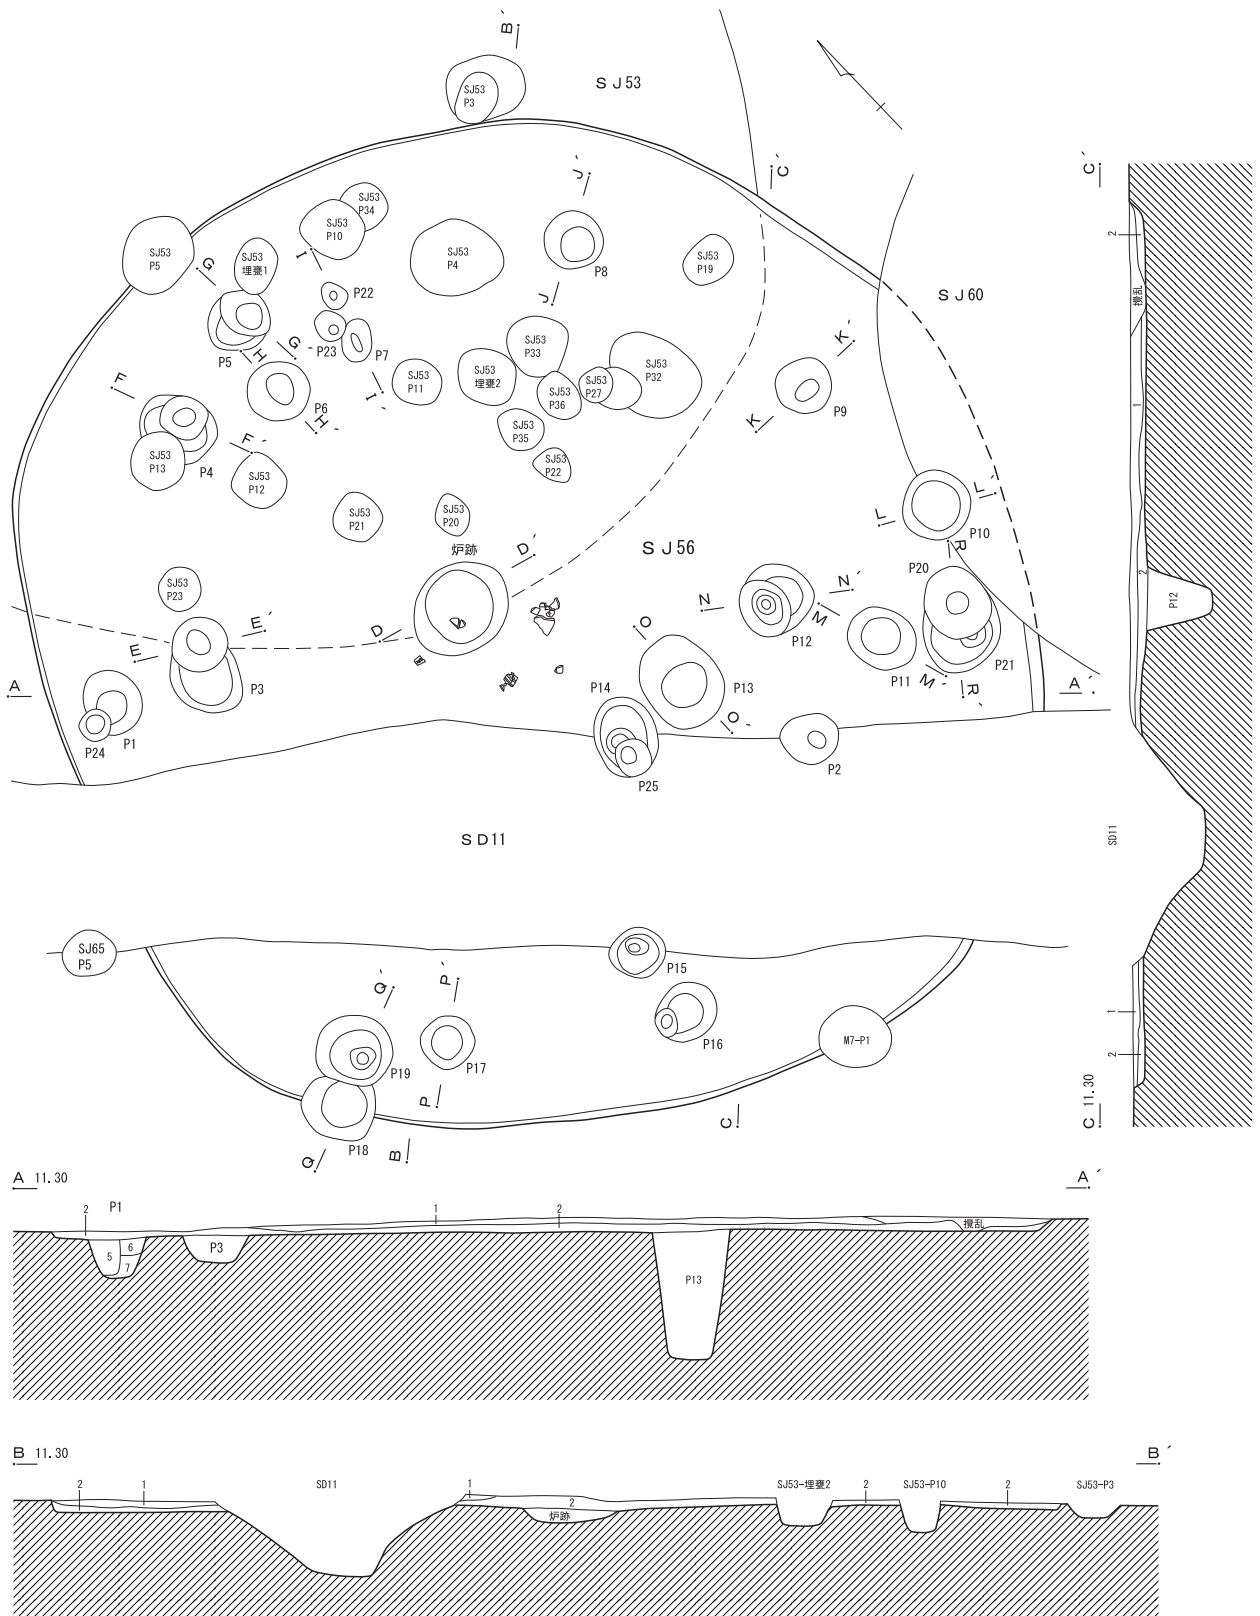 B´
SJ53
P3
SJ53
C´
C´
J´
SJ53
P34
SJ53
P10
SJ53
P5
SJ53
埋甕1
SJ53
P4
P8
SJ53
P19
G
I
2
P22
J
SJ60
攪乱
P5
H
G´
P23
P7
SJ53
P33
K´
F
SJ53
P11
SJ53
埋甕2
SJ53
P36
SJ53
P27
SJ53
P32
P6
H´
I´
K
P9
1
SJ53
P13
P4
F´
SJ53
P12
SJ53
P35
SJ53
P22
SJ53
P21
SJ53
P20
L
L´
P10
炉跡
D´
SJ56
R
P20
2
P12
SJ53
P23
N
N´
E
E´
D
O
P12
M
P3
P14
P13
P11
M´
P21
R´
A
A´
P24
P1
O´
P25
P2
SD11
SD11
SJ65
P5
P15
Q´
P´
P16
1
P19
P17
M7-P1
2
P
P18
Q
B
C
C 11.30
A 11.30
A´
P1
2
1
2
攪乱
5
6
7
P3
P13
B 11.30
B´
2
1
SD11
1
2
炉跡
SJ53-埋甕2
2
SJ53-P10
2
SJ53-P3